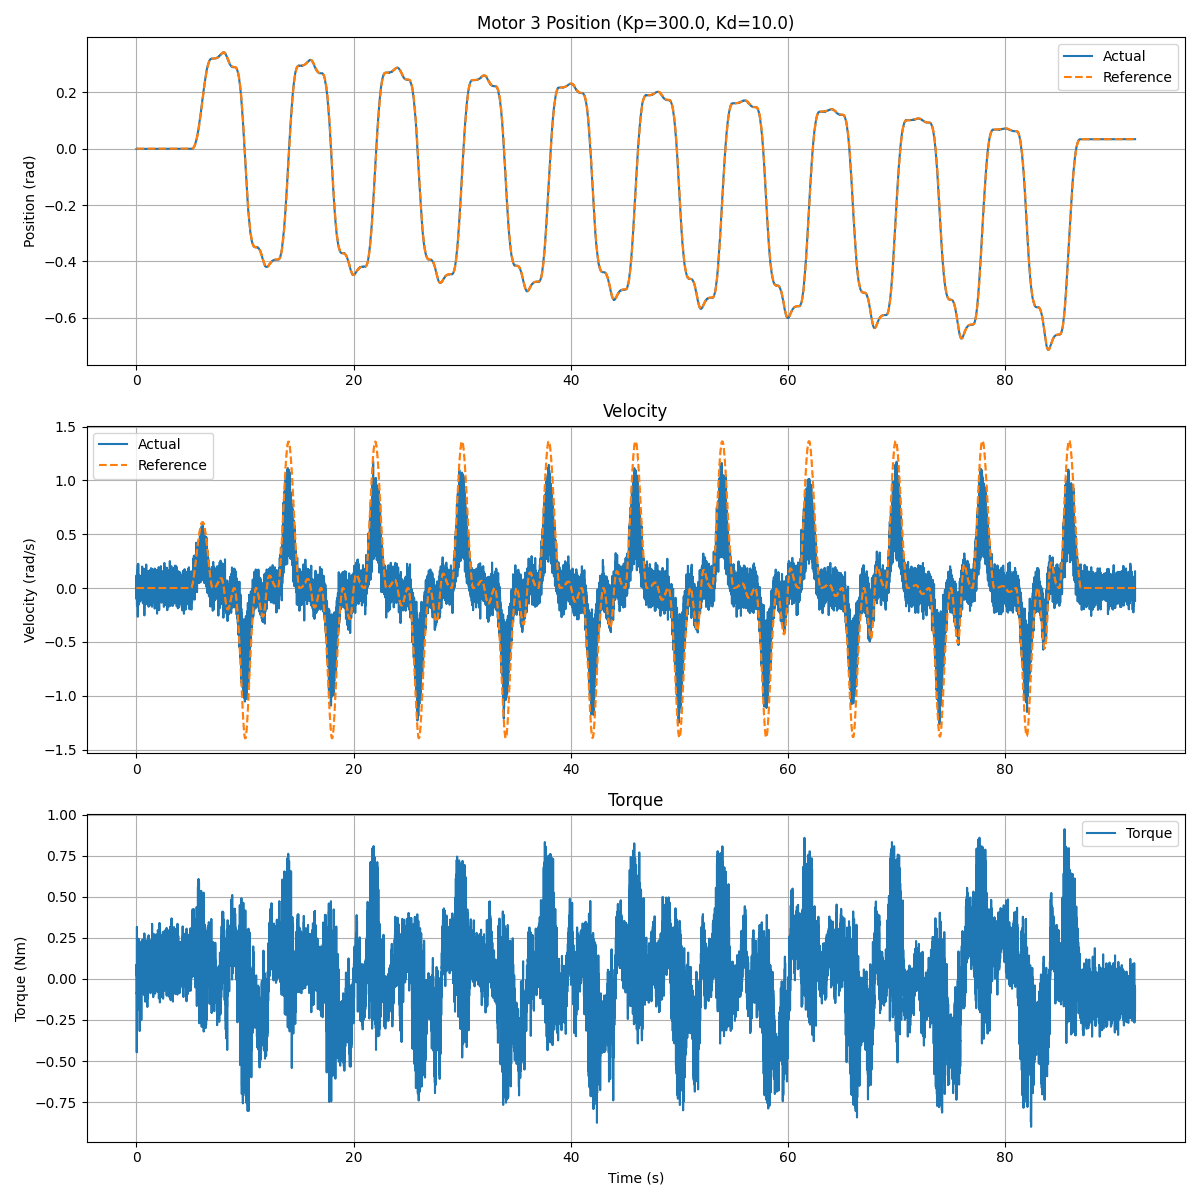 Motor 3 Position (Kp=300.0, Kd=10.0)
Actual
Reference
Position (rad)
0.2
0.0
−0.2
−0.4
−0.6
0 20 40 60 80
Velocity
Actual
Reference
Velocity (rad/s)
1.5
1.0
0.5
0.0
−0.5
−1.0
−1.5
0 20 40 60 80
Torque
Torque
Torque (Nm)
1.00
0.75
0.50
0.25
0.00
−0.25
−0.50
−0.75
0 20 40 60 80
Time (s)